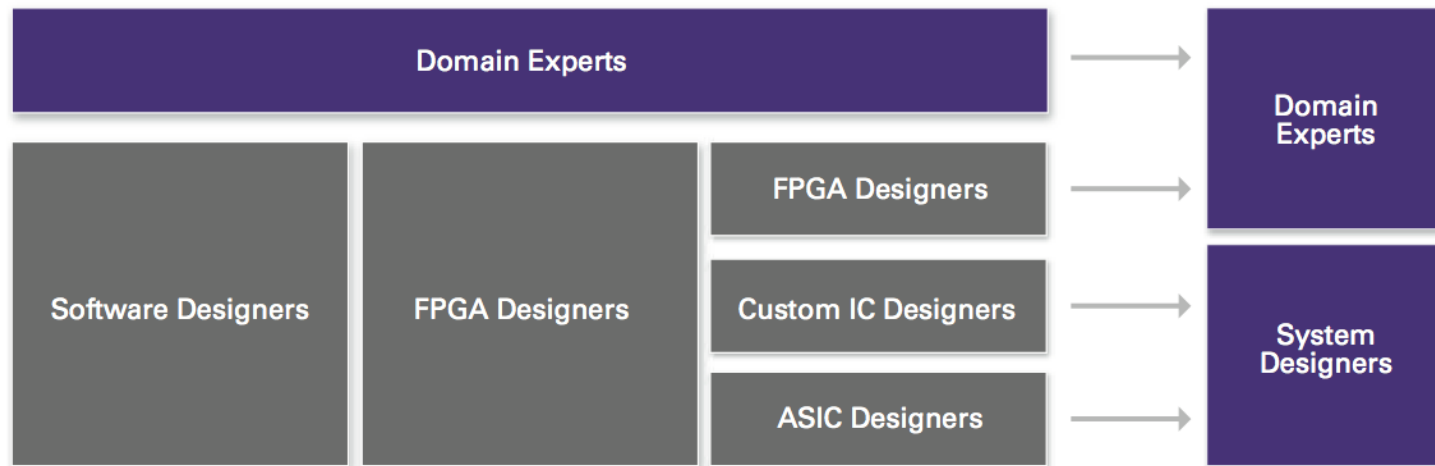 Domain Experts
Domain
Experts
FPGA Designers
Software Designers
FPGA Designers
Custom IC Designers
System
Designers
ASIC Designers